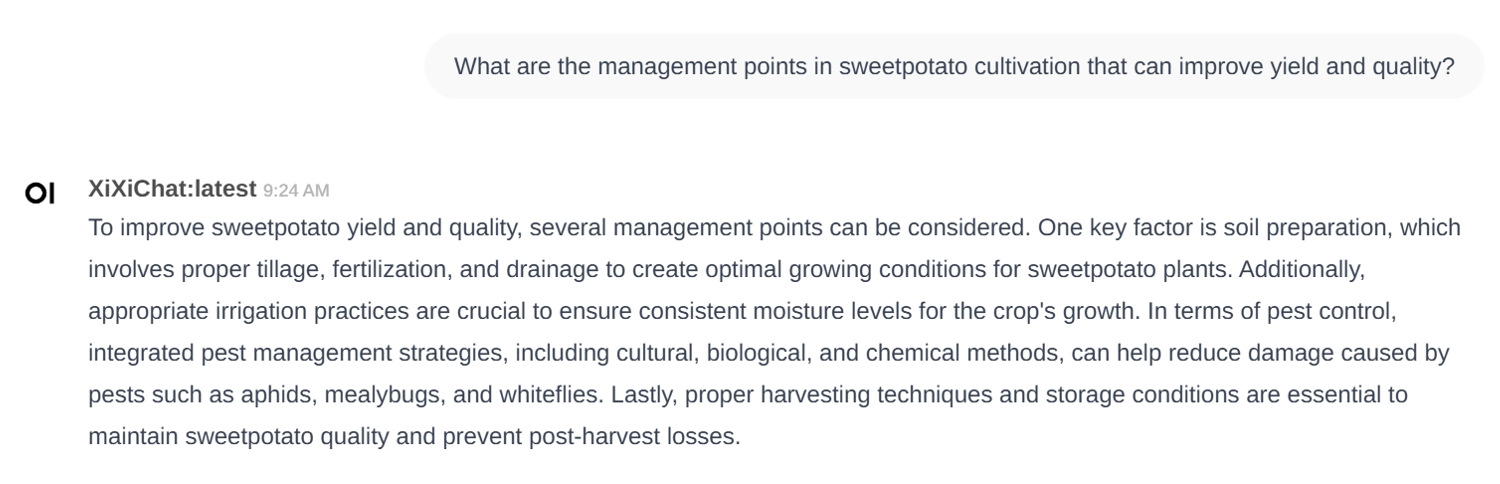 What are the management points in sweetpotato cultivation that can improve yield and quality?
OI
XiXiChat:latest 9:24 AM
To improve sweetpotato yield and quality, several management points can be considered. One key factor is soil preparation, which
involves proper tillage, fertilization, and drainage to create optimal growing conditions for sweetpotato plants. Additionally,
appropriate irrigation practices are crucial to ensure consistent moisture levels for the crop's growth. In terms of pest control,
integrated pest management strategies, including cultural, biological, and chemical methods, can help reduce damage caused by
pests such as aphids, mealybugs, and whiteflies. Lastly, proper harvesting techniques and storage conditions are essential to
maintain sweetpotato quality and prevent post-harvest losses.